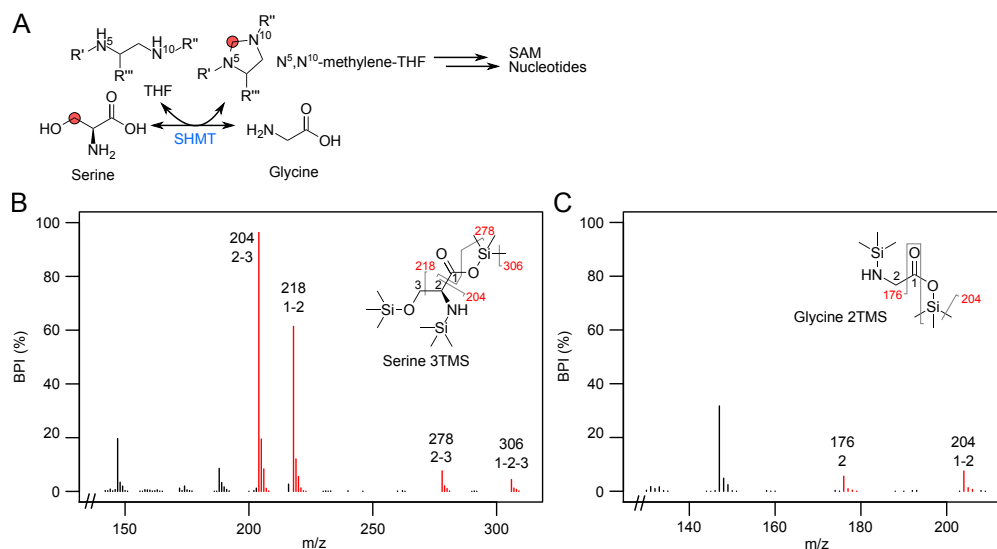 A
R'
N
H
5
N
H
10
R''
R'''
R'
N
5
N
10
R''
R'''
N⁵,N¹⁰-methylene-THF
SAM
Nucleotides
THF
HO
O
OH
NH₂
SHMT
H₂N
O
OH
Serine
Glycine
B
BPI (%)
100
80
60
40
20
0
150
200
250
300
m/z
204
2-3
218
1-2
278
2-3
306
1-2-3
278
Si
306
O
218
1
O
3
2
204
Si
O
NH
Si
Serine 3TMS
C
BPI (%)
100
80
60
40
20
0
140
160
180
200
m/z
176
2
204
1-2
Si
O
HN
2
1
176
O
Si
204
Glycine 2TMS